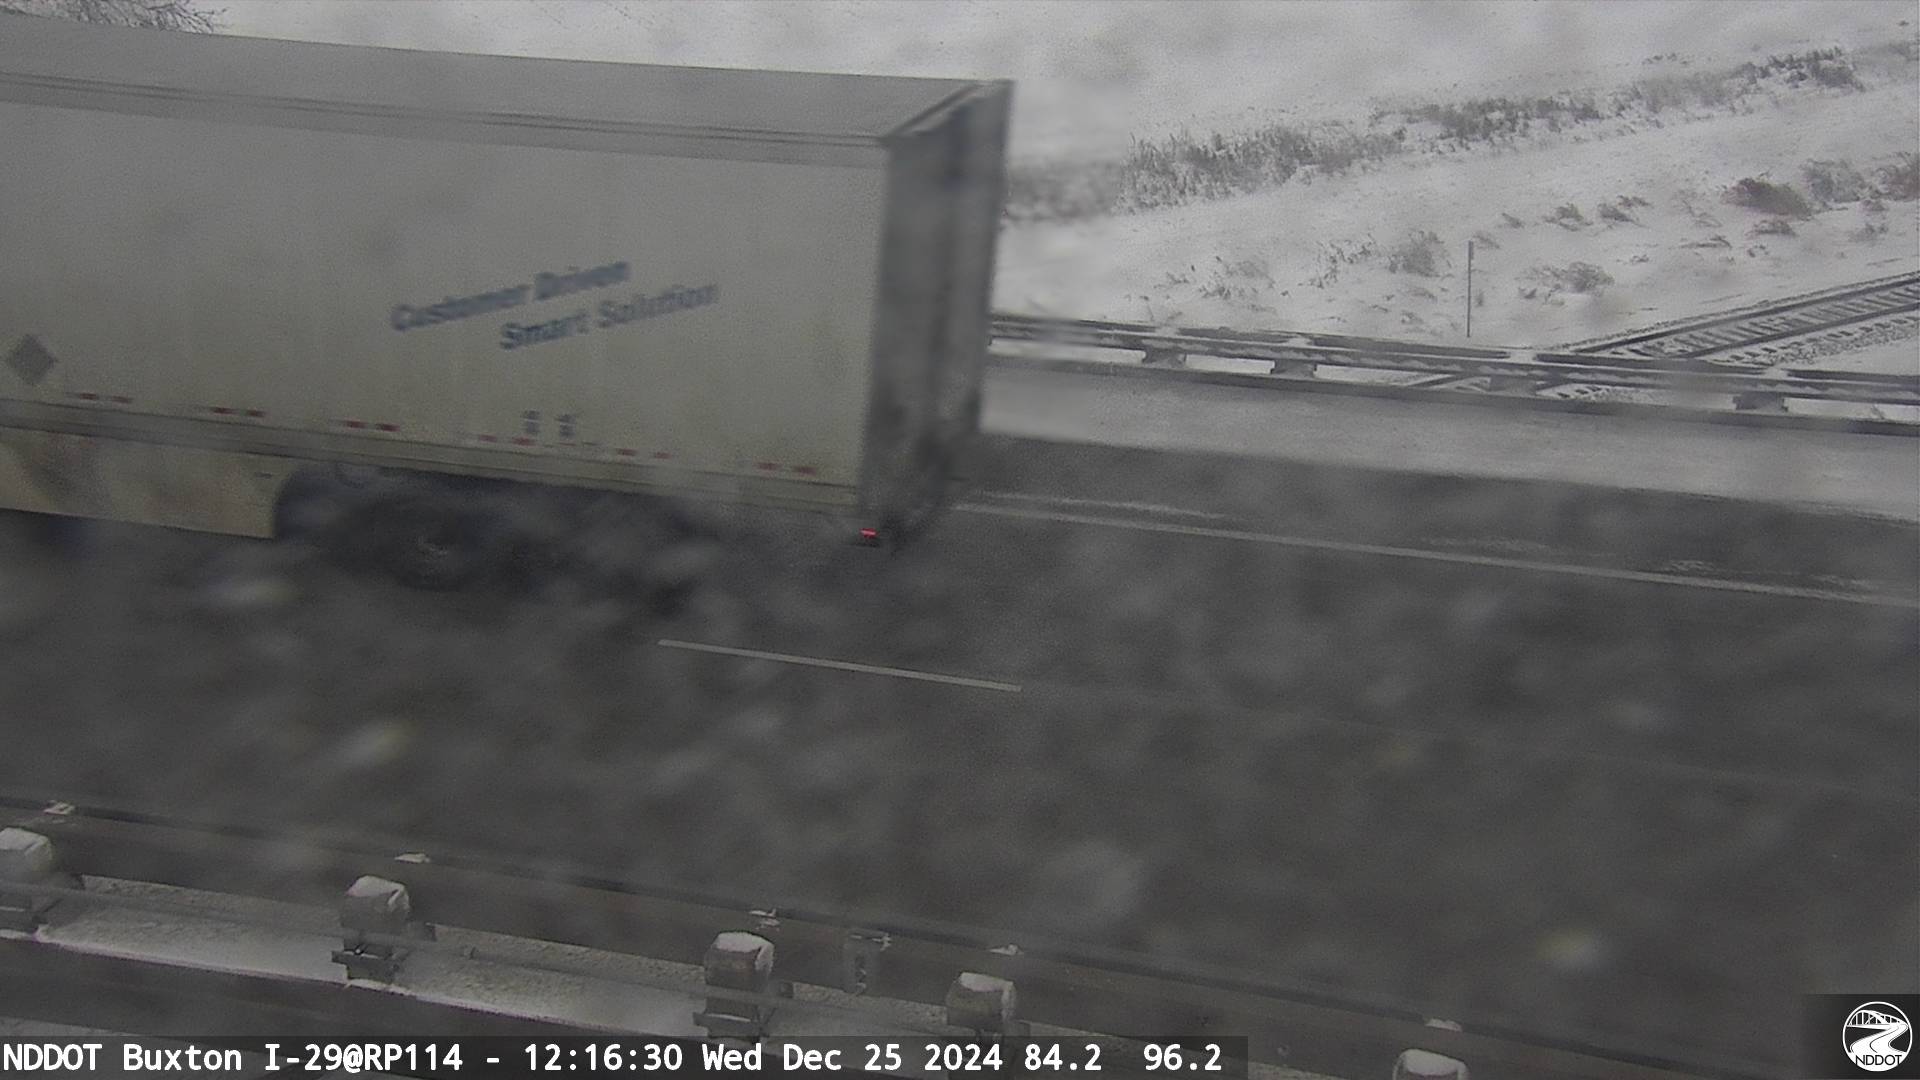 Customer Driven
Smart Solution
NDDOT Buxton I-29@RP114 - 12:16:30 Wed Dec 25 2024 84.2 96.2
NDDOT